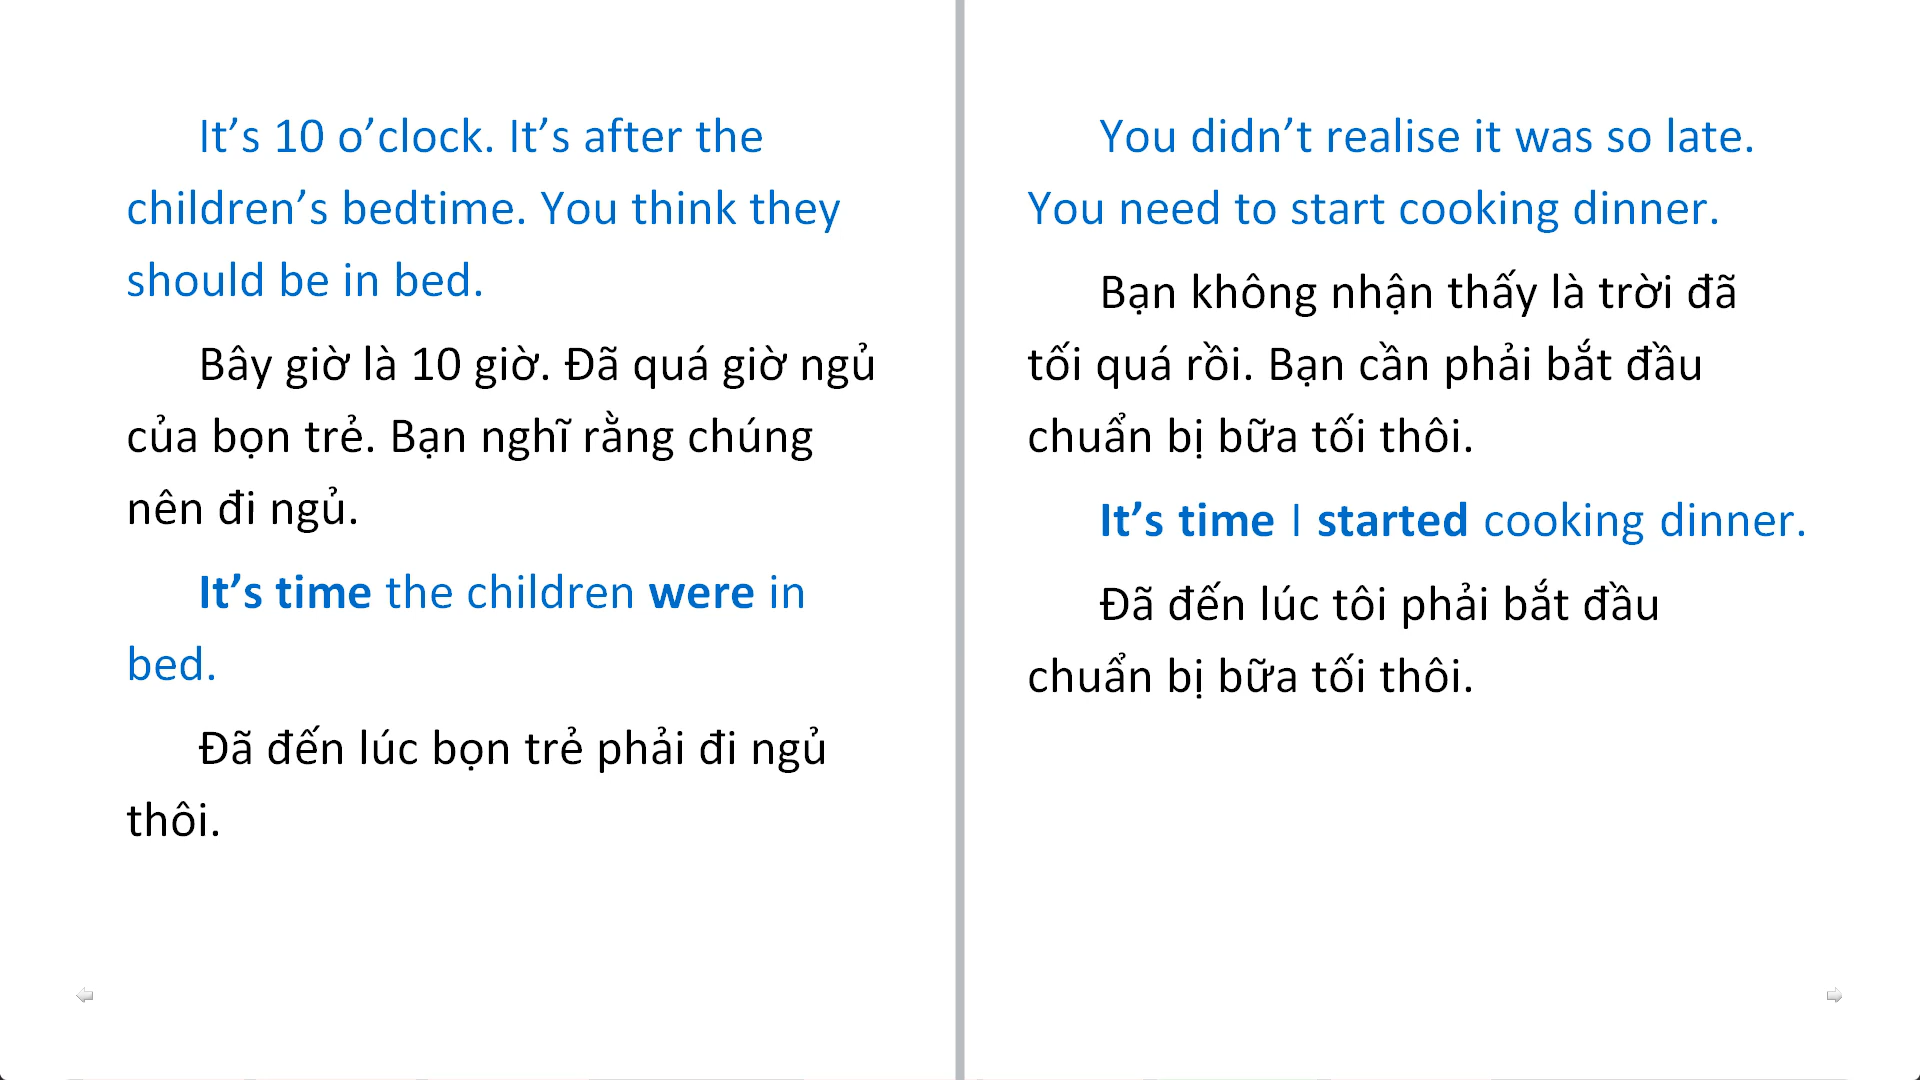 It’s 10 o’clock. It’s after the
children’s bedtime. You think they
should be in bed.
Bây giờ là 10 giờ. Đã quá giờ ngủ
của bọn trẻ. Bạn nghĩ rằng chúng
nên đi ngủ.
It’s time the children were in
bed.
Đã đến lúc bọn trẻ phải đi ngủ
thôi.
You didn’t realise it was so late.
You need to start cooking dinner.
Bạn không nhận thấy là trời đã
tối quá rồi. Bạn cần phải bắt đầu
chuẩn bị bữa tối thôi.
It’s time I started cooking dinner.
Đã đến lúc tôi phải bắt đầu
chuẩn bị bữa tối thôi.